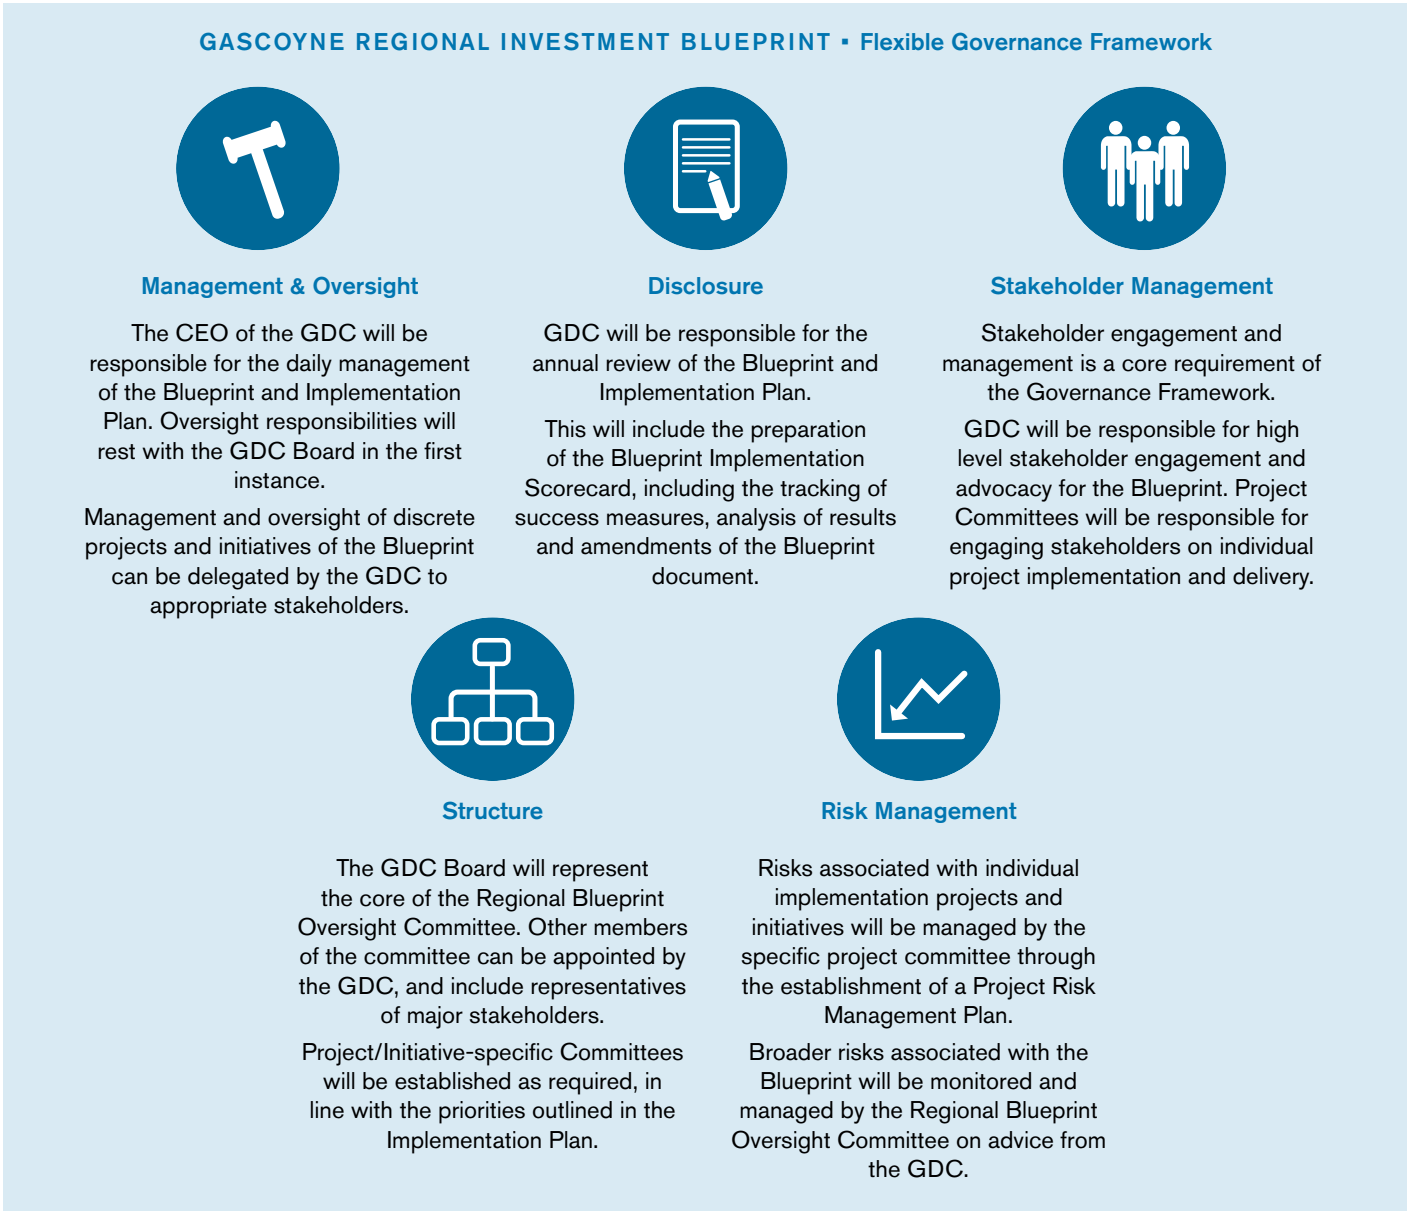 GASCOYNE REGIONAL INVESTMENT BLUEPRINT ▪ Flexible Governance Framework
Management & Oversight
The CEO of the GDC will be
responsible for the daily management
of the Blueprint and Implementation
Plan. Oversight responsibilities will
rest with the GDC Board in the first
instance.
Management and oversight of discrete
projects and initiatives of the Blueprint
can be delegated by the GDC to
appropriate stakeholders.
Disclosure
GDC will be responsible for the
annual review of the Blueprint and
Implementation Plan.
This will include the preparation
of the Blueprint Implementation
Scorecard, including the tracking of
success measures, analysis of results
and amendments of the Blueprint
document.
Stakeholder Management
Stakeholder engagement and
management is a core requirement of
the Governance Framework.
GDC will be responsible for high
level stakeholder engagement and
advocacy for the Blueprint. Project
Committees will be responsible for
engaging stakeholders on individual
project implementation and delivery.
Structure
The GDC Board will represent
the core of the Regional Blueprint
Oversight Committee. Other members
of the committee can be appointed by
the GDC, and include representatives
of major stakeholders.
Project/Initiative-specific Committees
will be established as required, in
line with the priorities outlined in the
Implementation Plan.
Risk Management
Risks associated with individual
implementation projects and
initiatives will be managed by the
specific project committee through
the establishment of a Project Risk
Management Plan.
Broader risks associated with the
Blueprint will be monitored and
managed by the Regional Blueprint
Oversight Committee on advice from
the GDC.